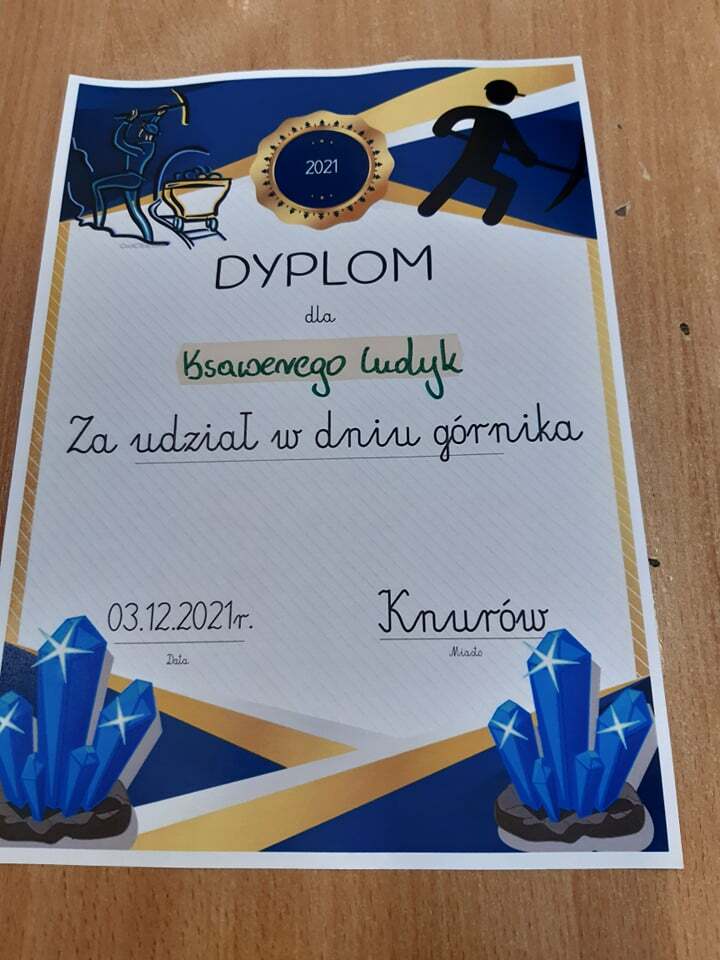 2021
DYPLOM
dla
Ksawerego Ludyk
Za udział w dniu górnika
03.12.2021r.
Knurów
Data
Miasto